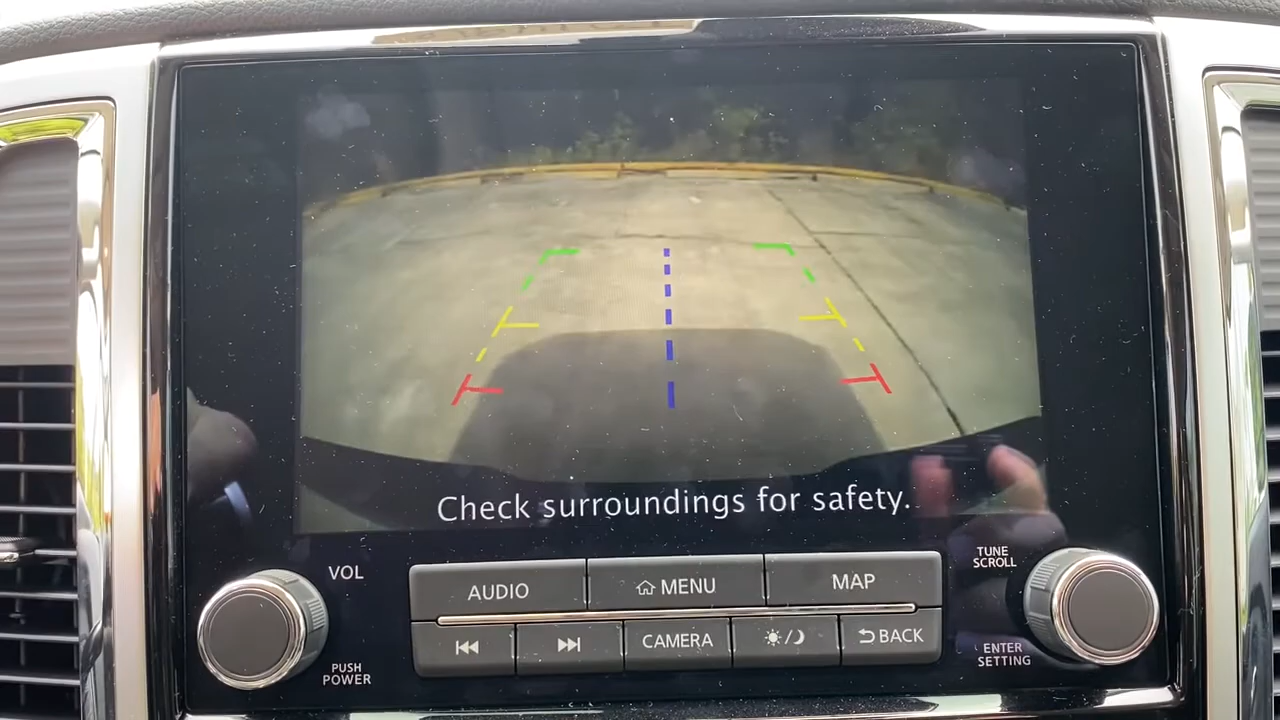 Check surroundings for safety.
VOL
PUSH
POWER
AUDIO
MENU
MAP
CAMERA
BACK
TUNE
SCROLL
ENTER
SETTING